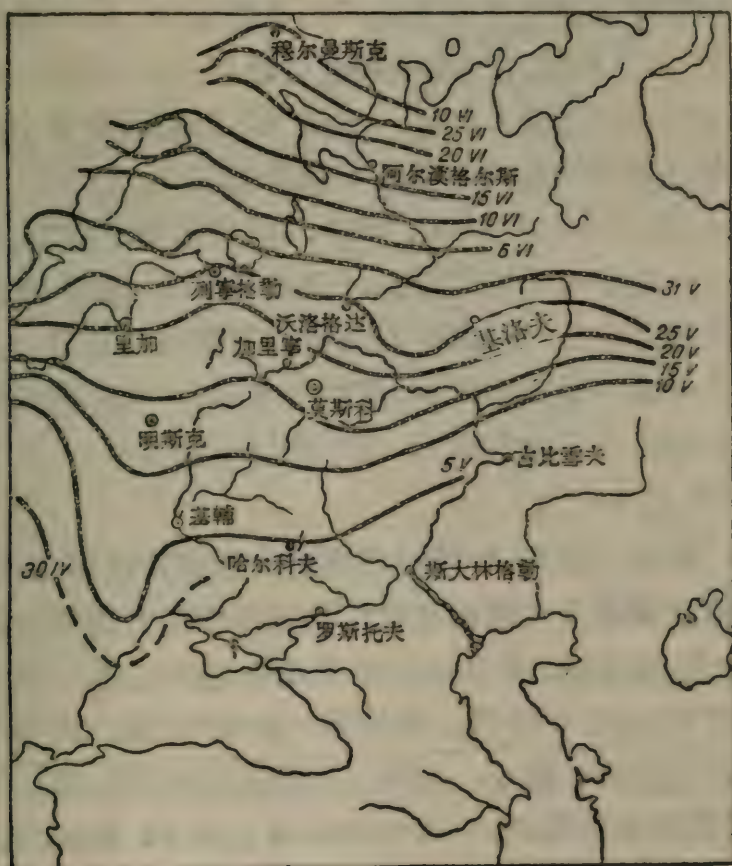 穆尔曼斯克
10 VI
25 VI
20 VI
阿尔汉格尔斯
15 VI
10 VI
6 VI
31 V
列宁格勒
沃洛格达
基洛夫
25 V
里加
加里宁
20 V
15 V
莫斯科
10 V
明斯克
5 V
古比雪夫
基辅
30 IV
哈尔科夫
斯大林格勒
罗斯托夫